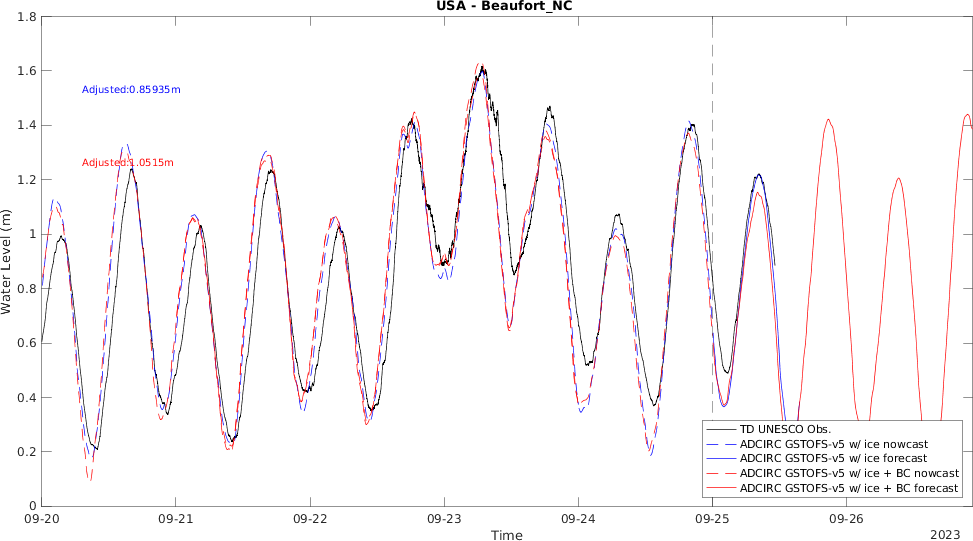 USA - Beaufort_NC
1.8
1.6
1.4
1.2
1
0.8
0.6
0.4
0.2
0
Water Level (m)
Adjusted:0.85935m
Adjusted:1.0515m
TD UNESCO Obs.
ADCIRC GSTOFS-v5 w/ ice nowcast
ADCIRC GSTOFS-v5 w/ ice forecast
ADCIRC GSTOFS-v5 w/ ice + BC nowcast
ADCIRC GSTOFS-v5 w/ ice + BC forecast
09-20 09-21 09-22 09-23 09-24 09-25 09-26
Time
2023